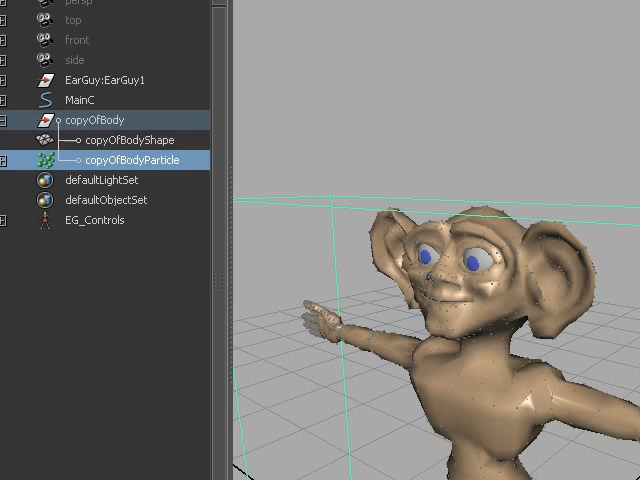 persp
top
front
side
EarGuy:EarGuy1
MainC
copyOfBody
copyOfBodyShape
copyOfBodyParticle
defaultLightSet
defaultObjectSet
EG_Controls